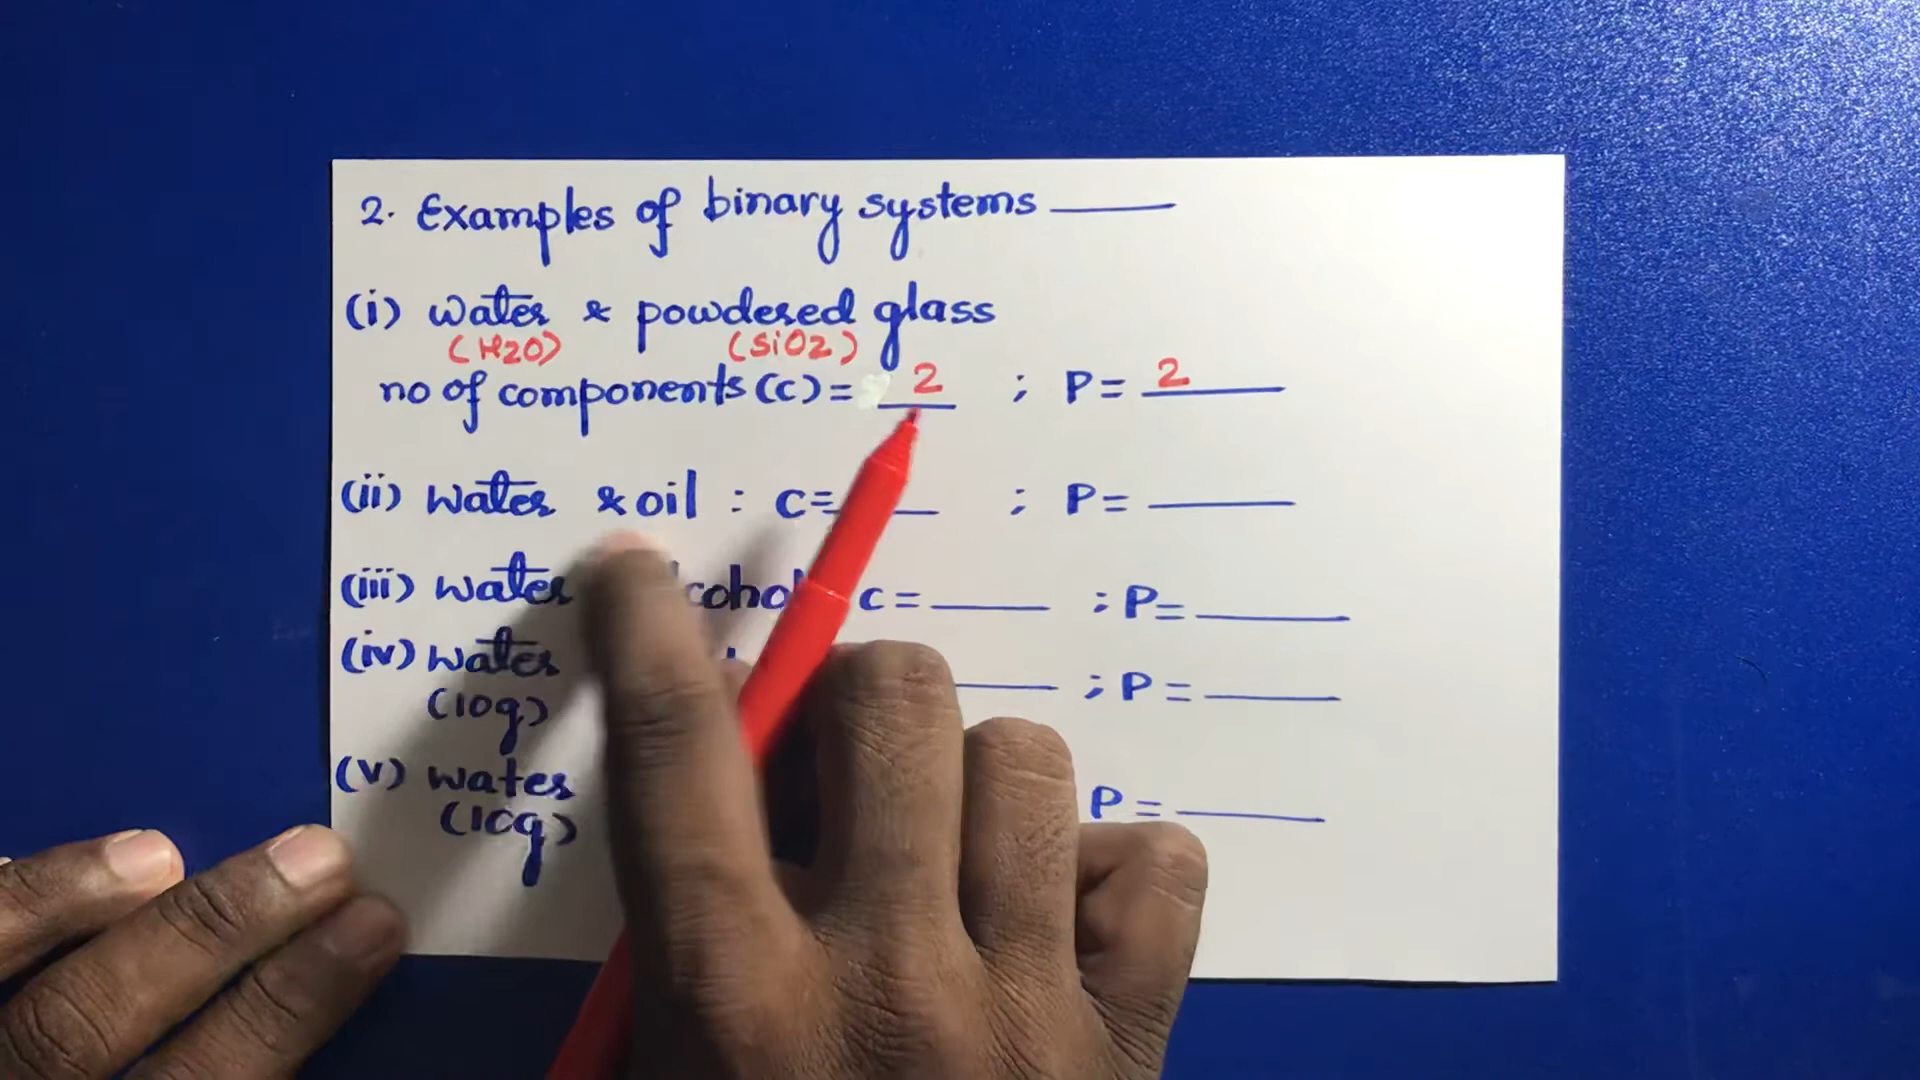 2. Examples of binary systems
(i) water & powdered glass
(H2O) (SiO2)
no of components (c) = 2 ; P = 2
(ii) water & oil : c= ; P=
(iii) water c= ; P=
(iv) water ; P =
(10g)
(v) water P =
(10g)